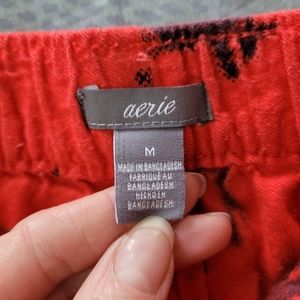 aerie
M
MADE IN BANGLADESH
FABRIQUÉ AU
BANGLADESH
HECHO EN
BANGLADESH